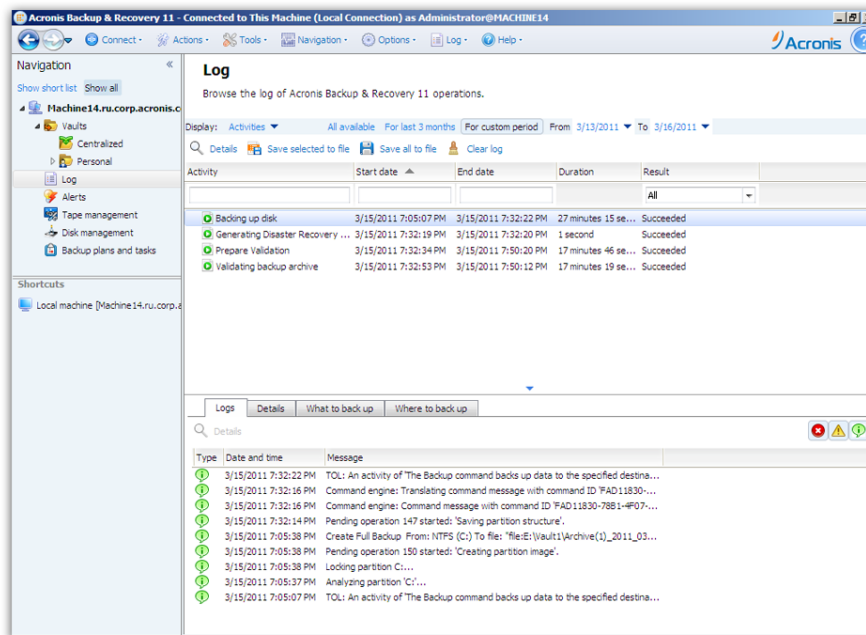 Acronis Backup & Recovery 11 - Connected to This Machine (Local Connection) as Administrator@MACHINE14
Connect Actions Tools Navigation Options Log Help Acronis
Navigation
Show short list Show all
Machine14.ru.corp.acronis.c
Vaults
Centralized
Personal
Log
Alerts
Tape management
Disk management
Backup plans and tasks
Shortcuts
Local machine [Machine14.ru.corp.a
Log
Browse the log of Acronis Backup & Recovery 11 operations.
Display: Activities All available For last 3 months For custom period From 3/13/2011 To 3/16/2011
Details Save selected to file Save all to file Clear log
Activity Start date End date Duration Result
All
Backing up disk 3/15/2011 7:05:07 PM 3/15/2011 7:32:22 PM 27 minutes 15 se... Succeeded
Generating Disaster Recovery ... 3/15/2011 7:32:19 PM 3/15/2011 7:32:20 PM 1 second Succeeded
Prepare Validation 3/15/2011 7:32:34 PM 3/15/2011 7:50:20 PM 17 minutes 46 se... Succeeded
Validating backup archive 3/15/2011 7:32:53 PM 3/15/2011 7:50:12 PM 17 minutes 19 se... Succeeded
Logs Details What to back up Where to back up
Details
Type Date and time Message
3/15/2011 7:32:22 PM TOL: An activity of 'The Backup command backs up data to the specified destina...
3/15/2011 7:32:16 PM Command engine: Translating command message with command ID 'FAD11830-...
3/15/2011 7:32:16 PM Command engine: Command message with command ID 'FAD11830-78B1-4F07-...
3/15/2011 7:32:14 PM Pending operation 147 started: 'Saving partition structure'.
3/15/2011 7:05:38 PM Create Full Backup From: NTFS (C:) To file: "file:E:\Vault1\Archive(1)_2011_03...
3/15/2011 7:05:38 PM Pending operation 150 started: 'Creating partition image'.
3/15/2011 7:05:38 PM Locking partition C:...
3/15/2011 7:05:37 PM Analyzing partition 'C:'...
3/15/2011 7:05:07 PM TOL: An activity of 'The Backup command backs up data to the specified destina...